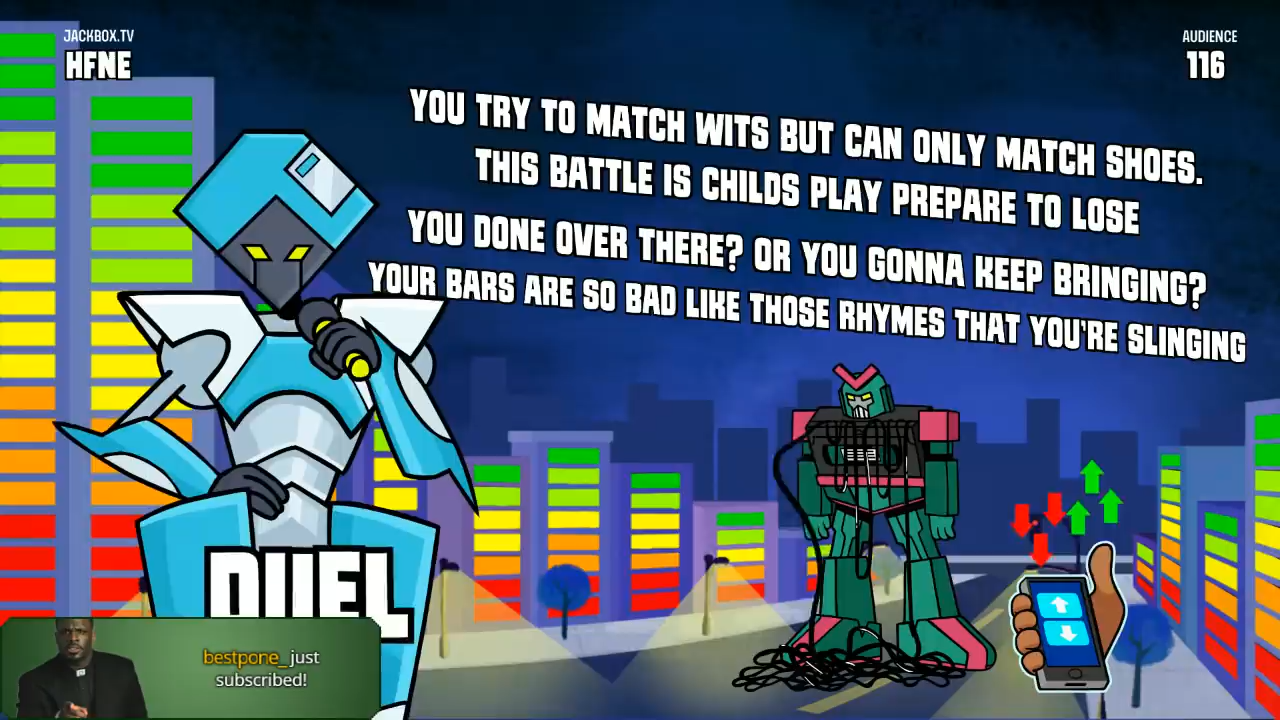 JACKBOX.TV
HFNE
AUDIENCE
116
YOU TRY TO MATCH WITS BUT CAN ONLY MATCH SHOES.
THIS BATTLE IS CHILDS PLAY PREPARE TO LOSE
YOU DONE OVER THERE? OR YOU GONNA KEEP BRINGING?
YOUR BARS ARE SO BAD LIKE THOSE RHYMES THAT YOU'RE SLINGING
DUEL
bestpone_ just
subscribed!